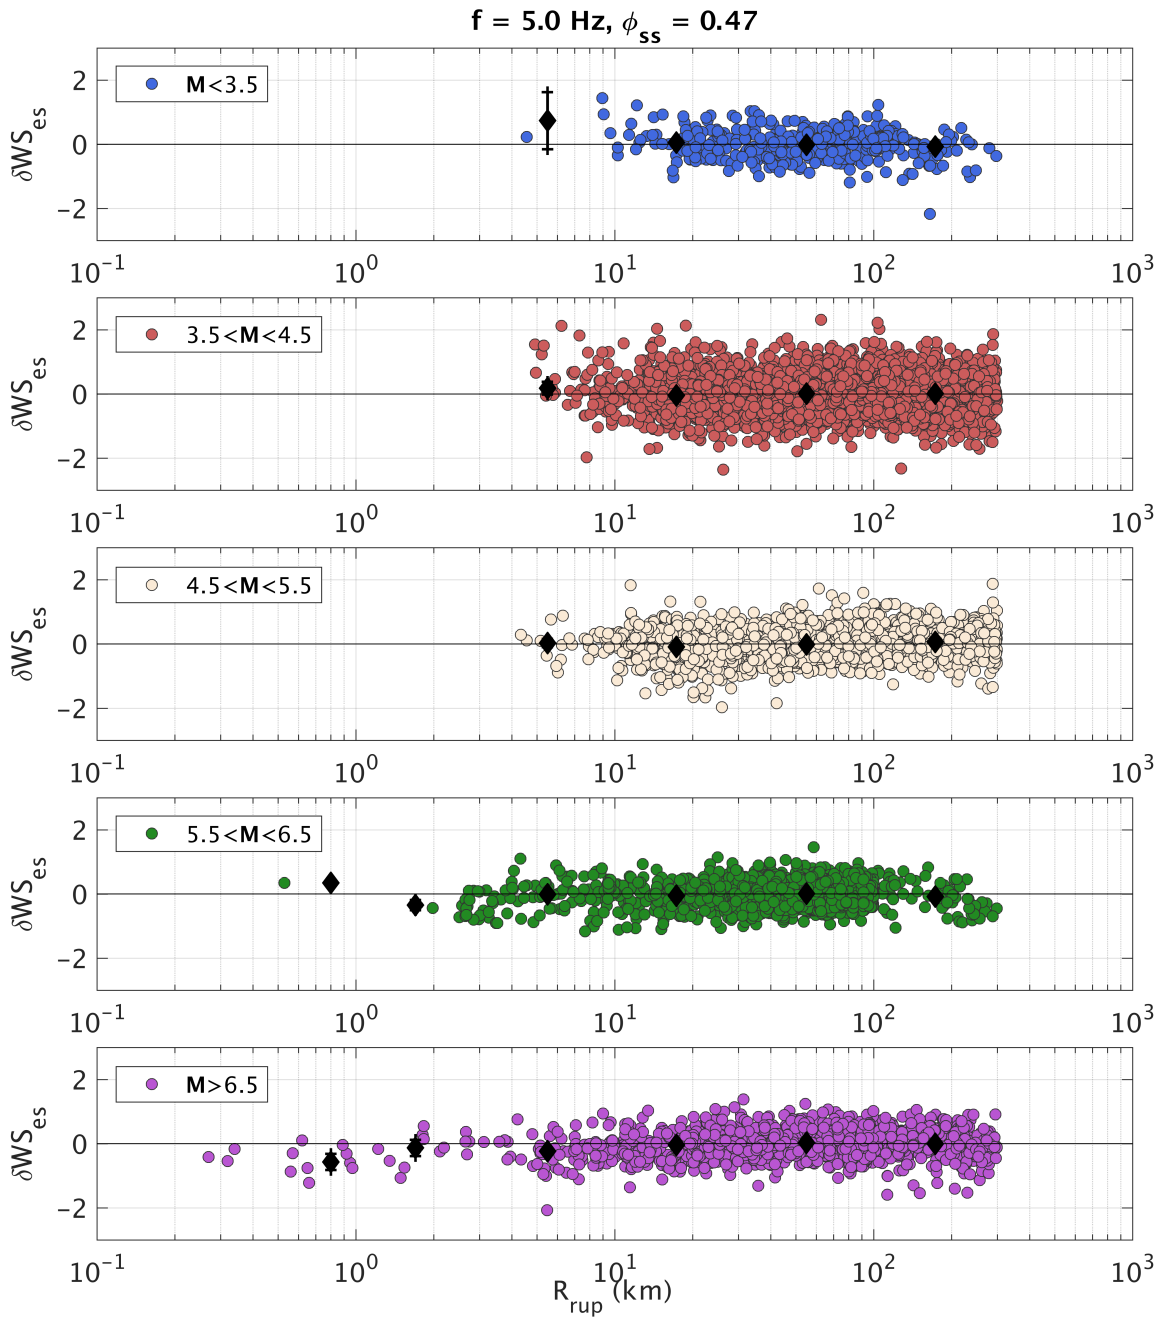 f = 5.0 Hz, ϕss = 0.47
M<3.5
δWSes
2
0
−2
10⁻¹ 10⁰ 10¹ 10² 10³
3.5<M<4.5
δWSes
2
0
−2
10⁻¹ 10⁰ 10¹ 10² 10³
4.5<M<5.5
δWSes
2
0
−2
10⁻¹ 10⁰ 10¹ 10² 10³
5.5<M<6.5
δWSes
2
0
−2
10⁻¹ 10⁰ 10¹ 10² 10³
M>6.5
δWSes
2
0
−2
10⁻¹ 10⁰ 10¹ 10² 10³
Rrup (km)